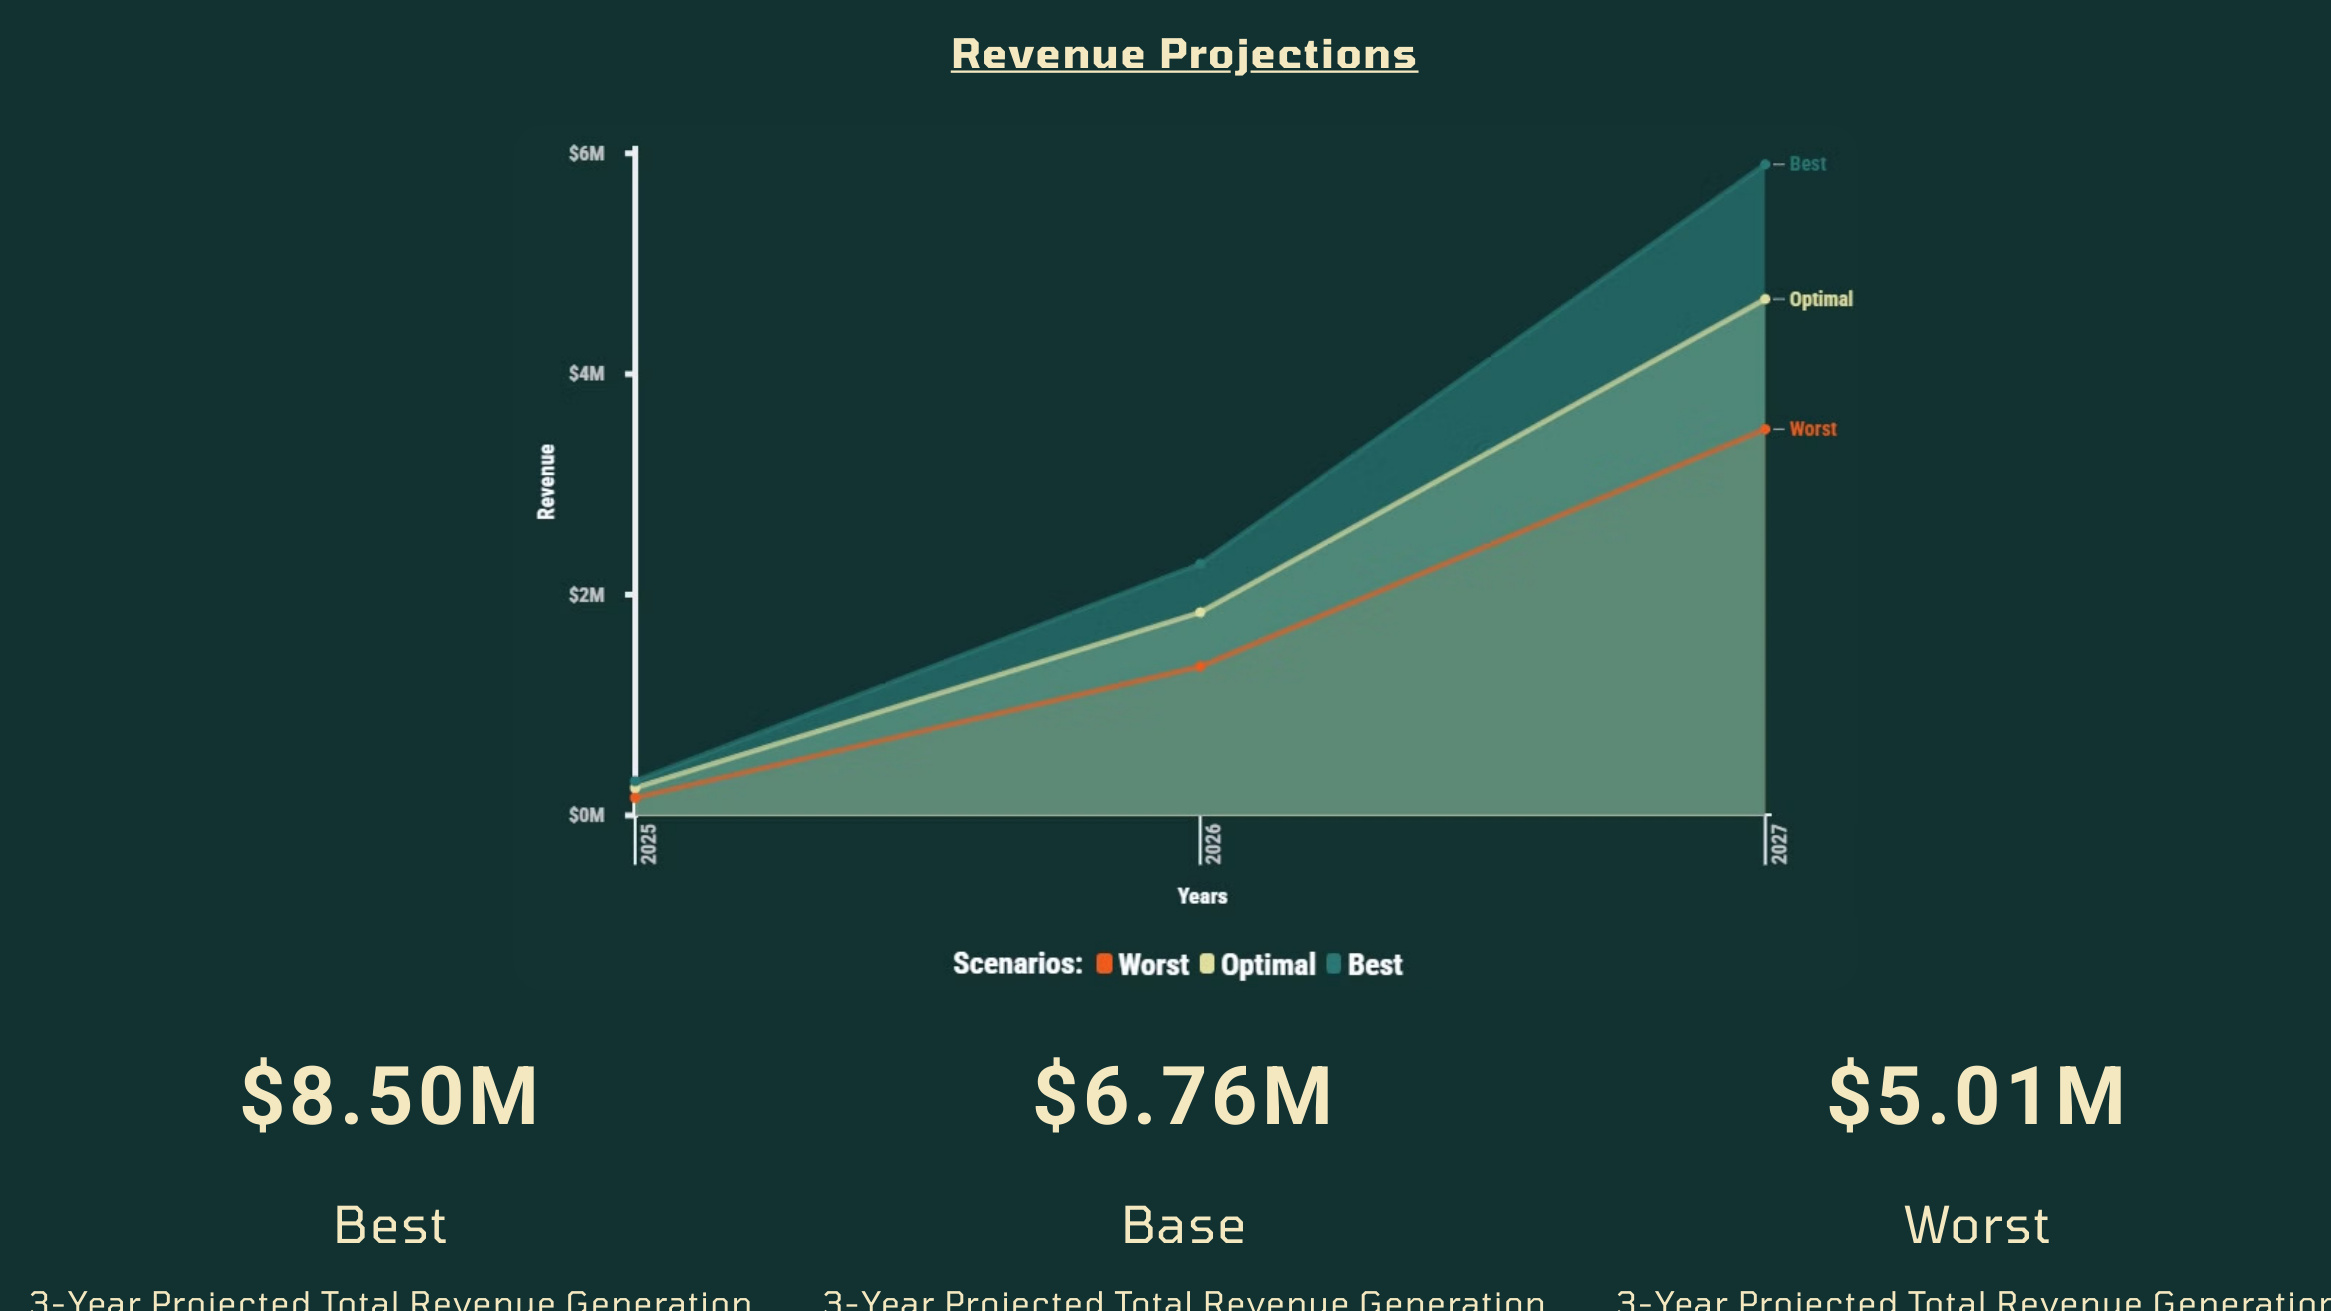 Revenue Projections
$6M
Best
Optimal
$4M
Worst
Revenue
$2M
$0M
2025
2026
2027
Years
Scenarios: Worst Optimal Best
$8.50M
$6.76M
$5.01M
Best
Base
Worst
3-Year Projected Total Revenue Generation
3-Year Projected Total Revenue Generation
3-Year Projected Total Revenue Generation